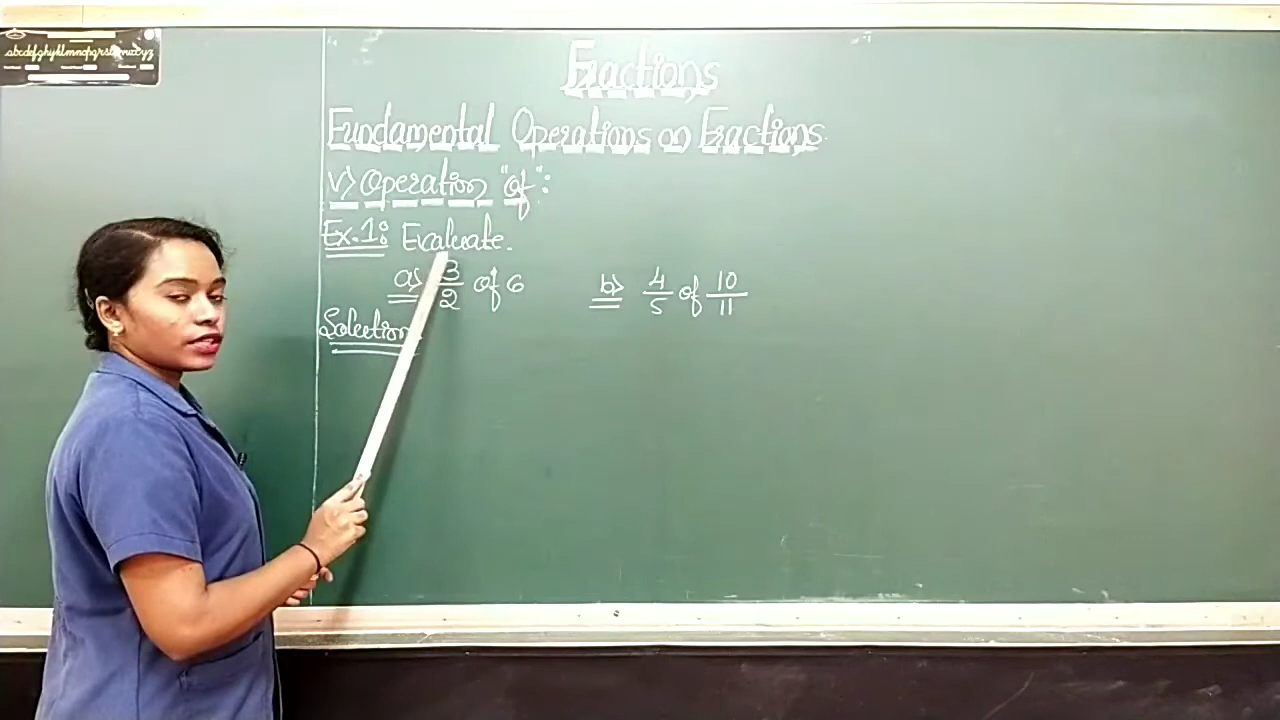 abcdefghijklmnopqrstuvwxyz
Fractions
Fundamental Operations on Fractions
v) Operation "of":
Ex.1: Evaluate.
a) 3/2 of 6 b) 4/5 of 10/11
Solution